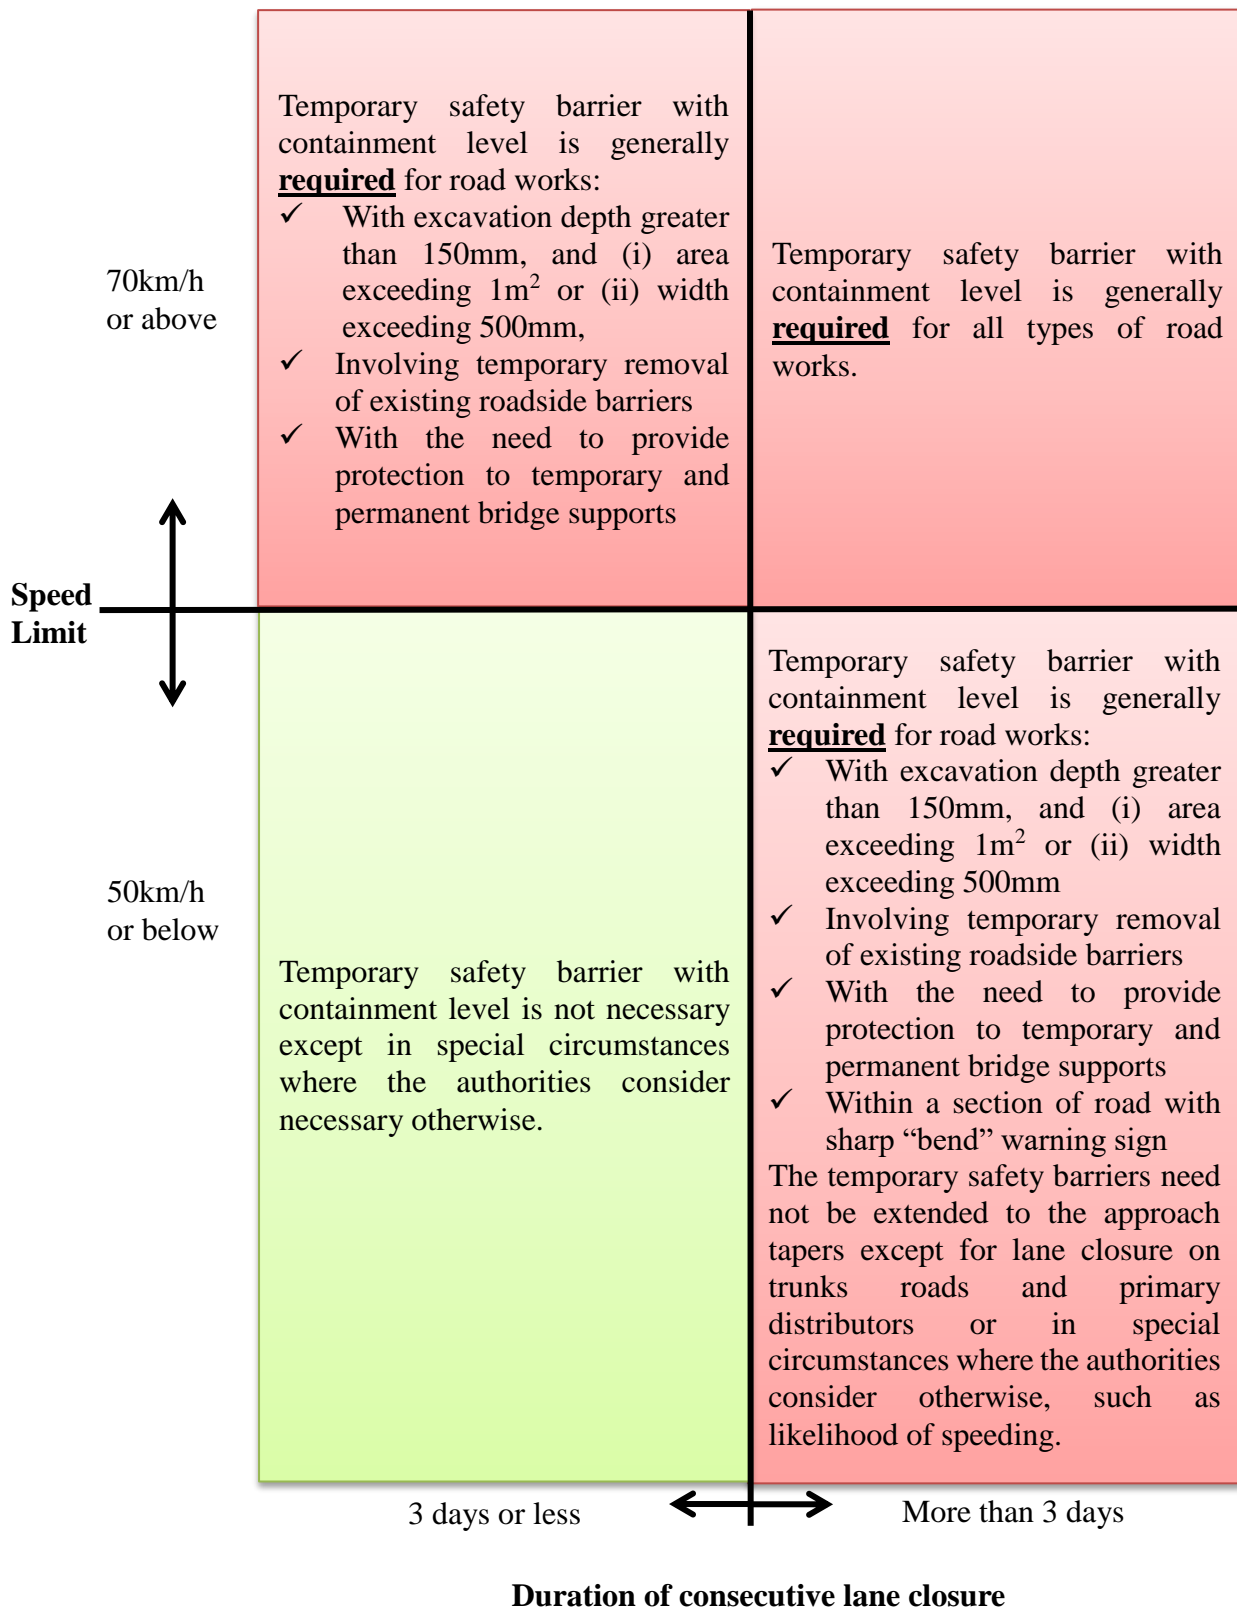 Temporary safety barrier with
containment level is generally
required for road works:
✓ With excavation depth greater
than 150mm, and (i) area
exceeding 1m² or (ii) width
exceeding 500mm,
✓ Involving temporary removal
of existing roadside barriers
✓ With the need to provide
protection to temporary and
permanent bridge supports
Temporary safety barrier with
containment level is generally
required for all types of road
works.
70km/h
or above
Speed
Limit
50km/h
or below
Temporary safety barrier with
containment level is not necessary
except in special circumstances
where the authorities consider
necessary otherwise.
Temporary safety barrier with
containment level is generally
required for road works:
✓ With excavation depth greater
than 150mm, and (i) area
exceeding 1m² or (ii) width
exceeding 500mm
✓ Involving temporary removal
of existing roadside barriers
✓ With the need to provide
protection to temporary and
permanent bridge supports
✓ Within a section of road with
sharp “bend” warning sign
The temporary safety barriers need
not be extended to the approach
tapers except for lane closure on
trunks roads and primary
distributors or in special
circumstances where the authorities
consider otherwise, such as
likelihood of speeding.
3 days or less
More than 3 days
Duration of consecutive lane closure